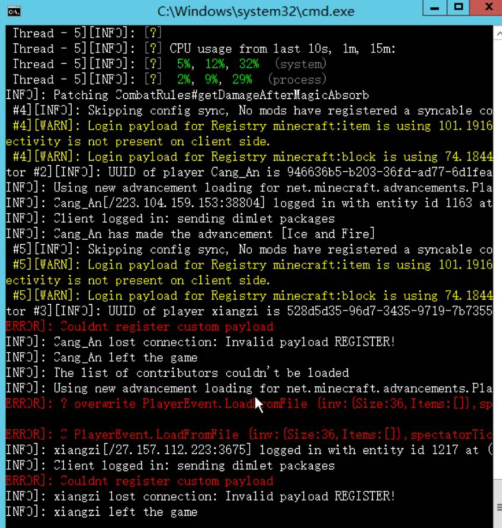 C:\Windows\system32\cmd.exe
Thread - 5][INFO]: [?]
Thread - 5][INFO]: [?] CPU usage from last 10s, 1m, 15m:
Thread - 5][INFO]: [?]  5%, 12%, 32%  (system)
Thread - 5][INFO]: [?]  2%, 9%, 29%  (process)
INFO]: Patching CombatRules#getDamageAfterMagicAbsorb
#4][INFO]: Skipping config sync, No mods have registered a syncable co
#4][WARN]: Login payload for Registry minecraft:item is using 101.1916
ectivity is not present on client side.
#4][WARN]: Login payload for Registry minecraft:block is using 74.1844
tor #2][INFO]: UUID of player Cang_An is 946636b5-b203-36fd-ad77-6d1fea
INFO]: Using new advancement loading for net.minecraft.advancements.Pla
INFO]: Cang_An[/223.104.159.153:38804] logged in with entity id 1163 at
INFO]: Client logged in: sending dimlet packages
INFO]: Cang_An has made the advancement [Ice and Fire]
#5][INFO]: Skipping config sync, No mods have registered a syncable co
#5][WARN]: Login payload for Registry minecraft:item is using 101.1916
ectivity is not present on client side.
#5][WARN]: Login payload for Registry minecraft:block is using 74.1844
tor #3][INFO]: UUID of player xiangzi is 528d5d35-96d7-3435-9719-7b7355
ERROR]: Couldnt register custom payload
INFO]: Cang_An lost connection: Invalid payload REGISTER!
INFO]: Cang_An left the game
INFO]: The list of contributors couldn't be loaded
INFO]: Using new advancement loading for net.minecraft.advancements.Pla
ERROR]: ? overwrite PlayerEvent.LoadFromFile {inv:{Size:36,Items:[]},sp
ERROR]: C PlayerEvent.LoadFromFile {inv:{Size:36,Items:[]},spectatorTic
INFO]: xiangzi[/27.157.112.223:3675] logged in with entity id 1217 at (
INFO]: Client logged in: sending dimlet packages
ERROR]: Couldnt register custom payload
INFO]: xiangzi lost connection: Invalid payload REGISTER!
INFO]: xiangzi left the game